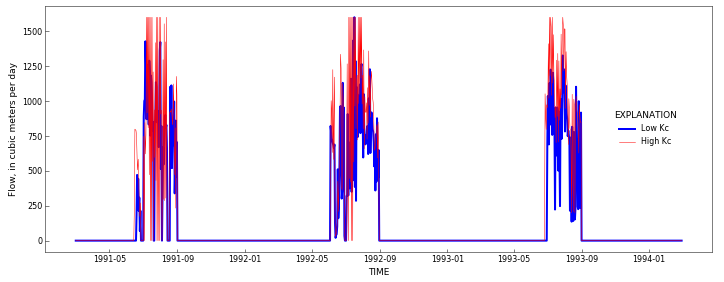 1500
1250
1000
750
500
250
0
Flow, in cubic meters per day
EXPLANATION
Low Kc
High Kc
1991-05 1991-09 1992-01 1992-05 1992-09 1993-01 1993-05 1993-09 1994-01
TIME